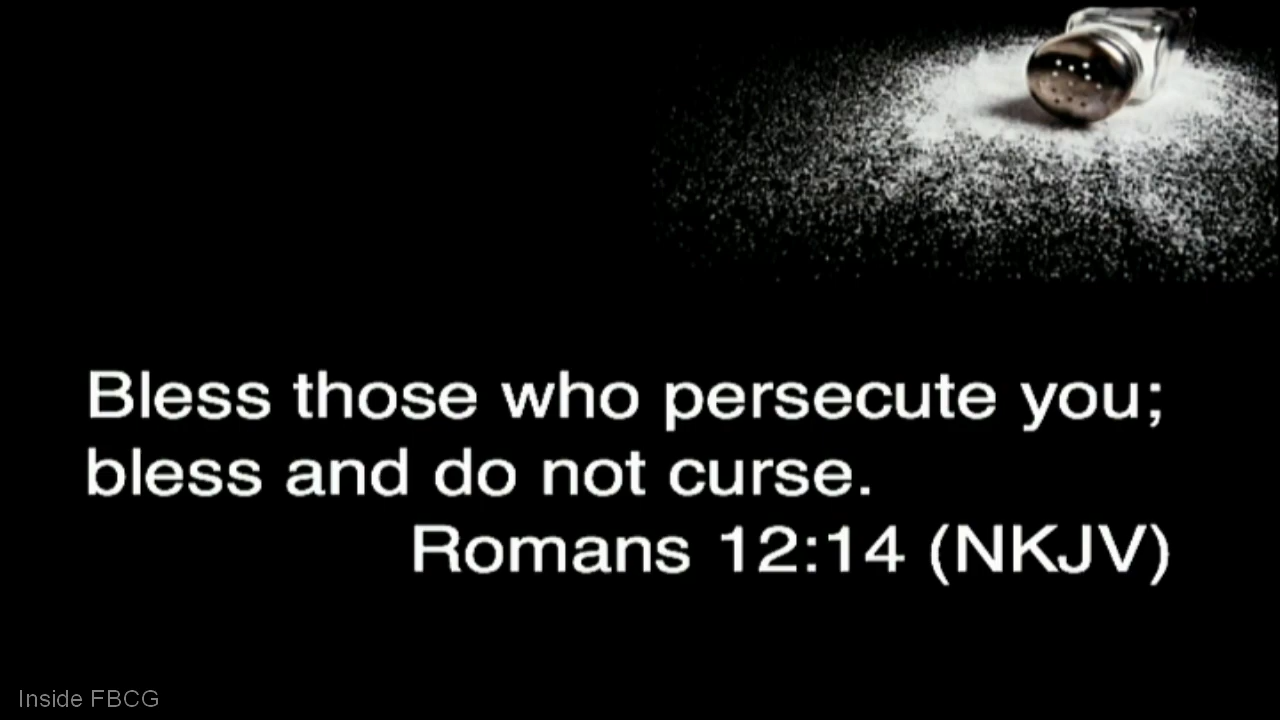 Bless those who persecute you;
bless and do not curse.
Romans 12:14 (NKJV)
Inside FBCG